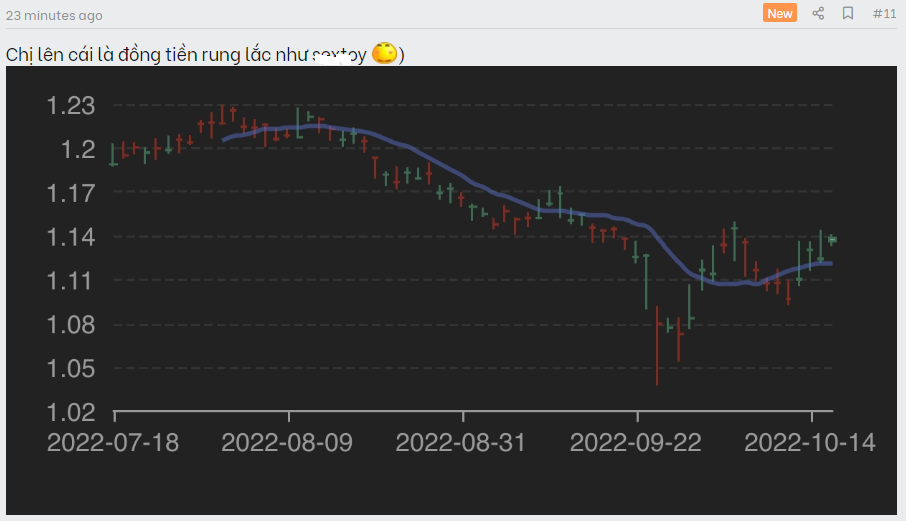 23 minutes ago
New
#11
Chị lên cái là đồng tiền rung lắc như )
1.23
1.2
1.17
1.14
1.11
1.08
1.05
1.02
2022-07-18 2022-08-09 2022-08-31 2022-09-22 2022-10-14